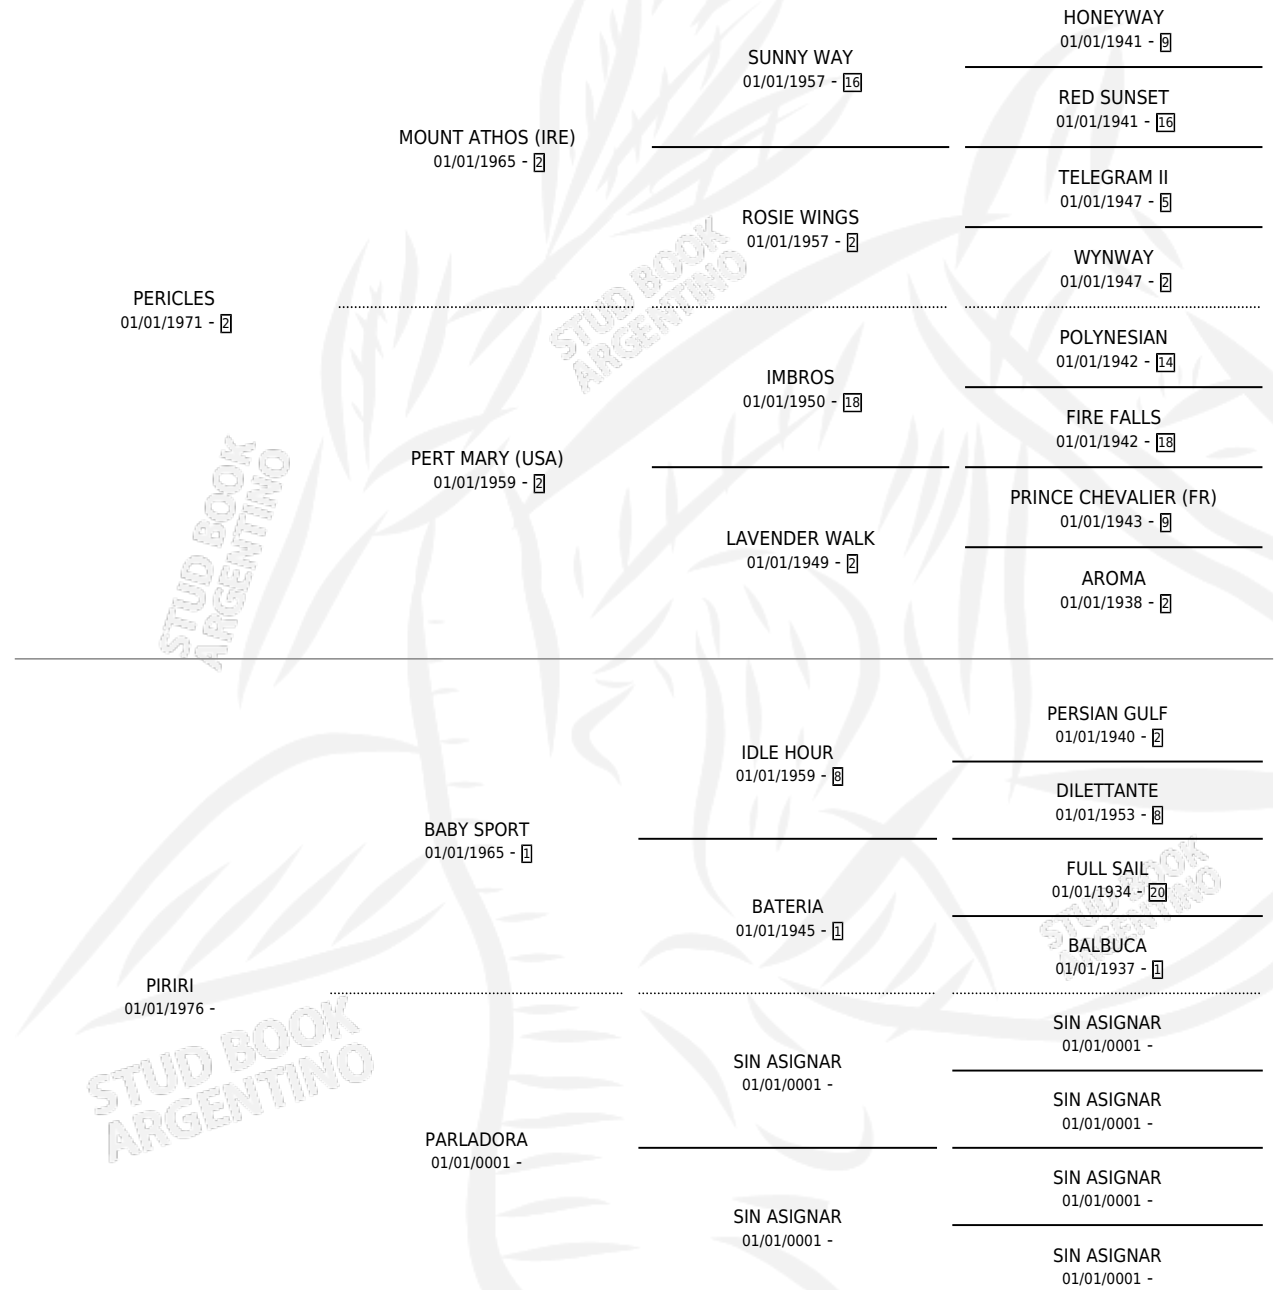 HONEYWAY
01/01/1941 - 9
SUNNY WAY
01/01/1957 - 16
RED SUNSET
01/01/1941 - 16
MOUNT ATHOS (IRE)
01/01/1965 - 2
TELEGRAM II
01/01/1947 - 5
ROSIE WINGS
01/01/1957 - 2
WYNWAY
01/01/1947 - 2
PERICLES
01/01/1971 - 2
STUD BOOK
ARGENTINO
POLYNESIAN
01/01/1942 - 14
IMBROS
01/01/1950 - 18
FIRE FALLS
01/01/1942 - 18
PERT MARY (USA)
01/01/1959 - 2
PRINCE CHEVALIER (FR)
01/01/1943 - 9
LAVENDER WALK
01/01/1949 - 2
AROMA
01/01/1938 - 2
STUD BOOK
ARGENTINO
PERSIAN GULF
01/01/1940 - 2
IDLE HOUR
01/01/1959 - 8
DILETTANTE
01/01/1953 - 8
BABY SPORT
01/01/1965 - 1
FULL SAIL
01/01/1934 - 20
BATERIA
01/01/1945 - 1
STUD BOOK
ARGENTINO
BALBUCA
01/01/1937 - 1
PIRIRI
01/01/1976 -
STUD BOOK
ARGENTINO
SIN ASIGNAR
01/01/0001 -
SIN ASIGNAR
01/01/0001 -
SIN ASIGNAR
01/01/0001 -
PARLADORA
01/01/0001 -
SIN ASIGNAR
01/01/0001 -
SIN ASIGNAR
01/01/0001 -
SIN ASIGNAR
01/01/0001 -